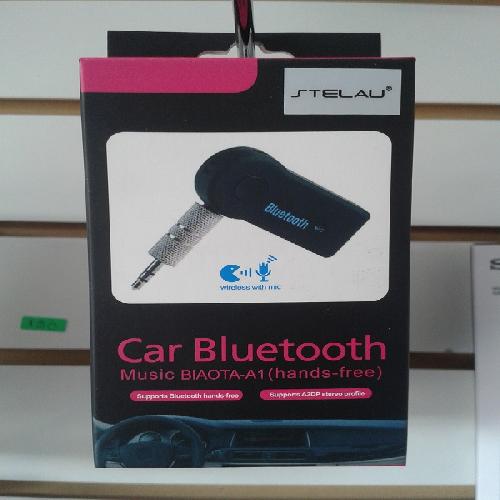 STELAU®
Bluetooth
wireless with mic
Car Bluetooth
Music BIAOTA-A1(hands-free)
Supports Bluetooth hands-free
Supports A2DP stereo profile